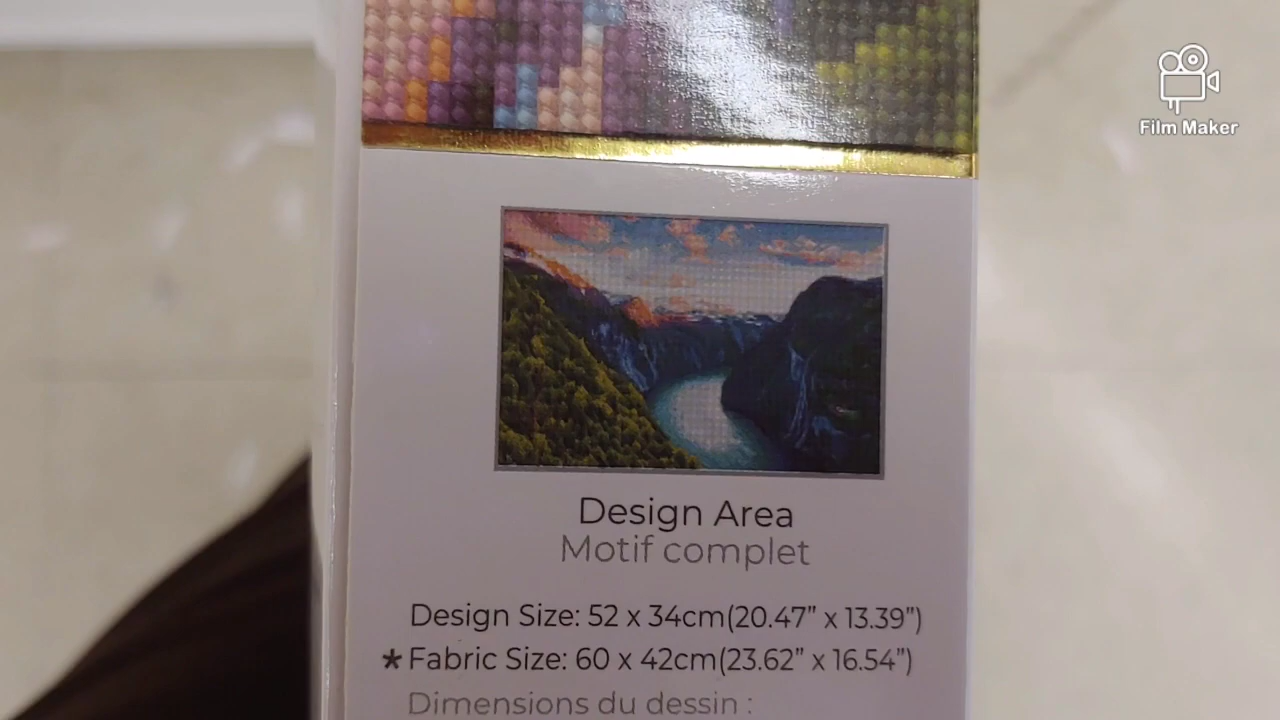 Film Maker
Design Area
Motif complet
Design Size: 52 x 34cm(20.47” x 13.39”)
*Fabric Size: 60 x 42cm(23.62” x 16.54”)
Dimensions du dessin :